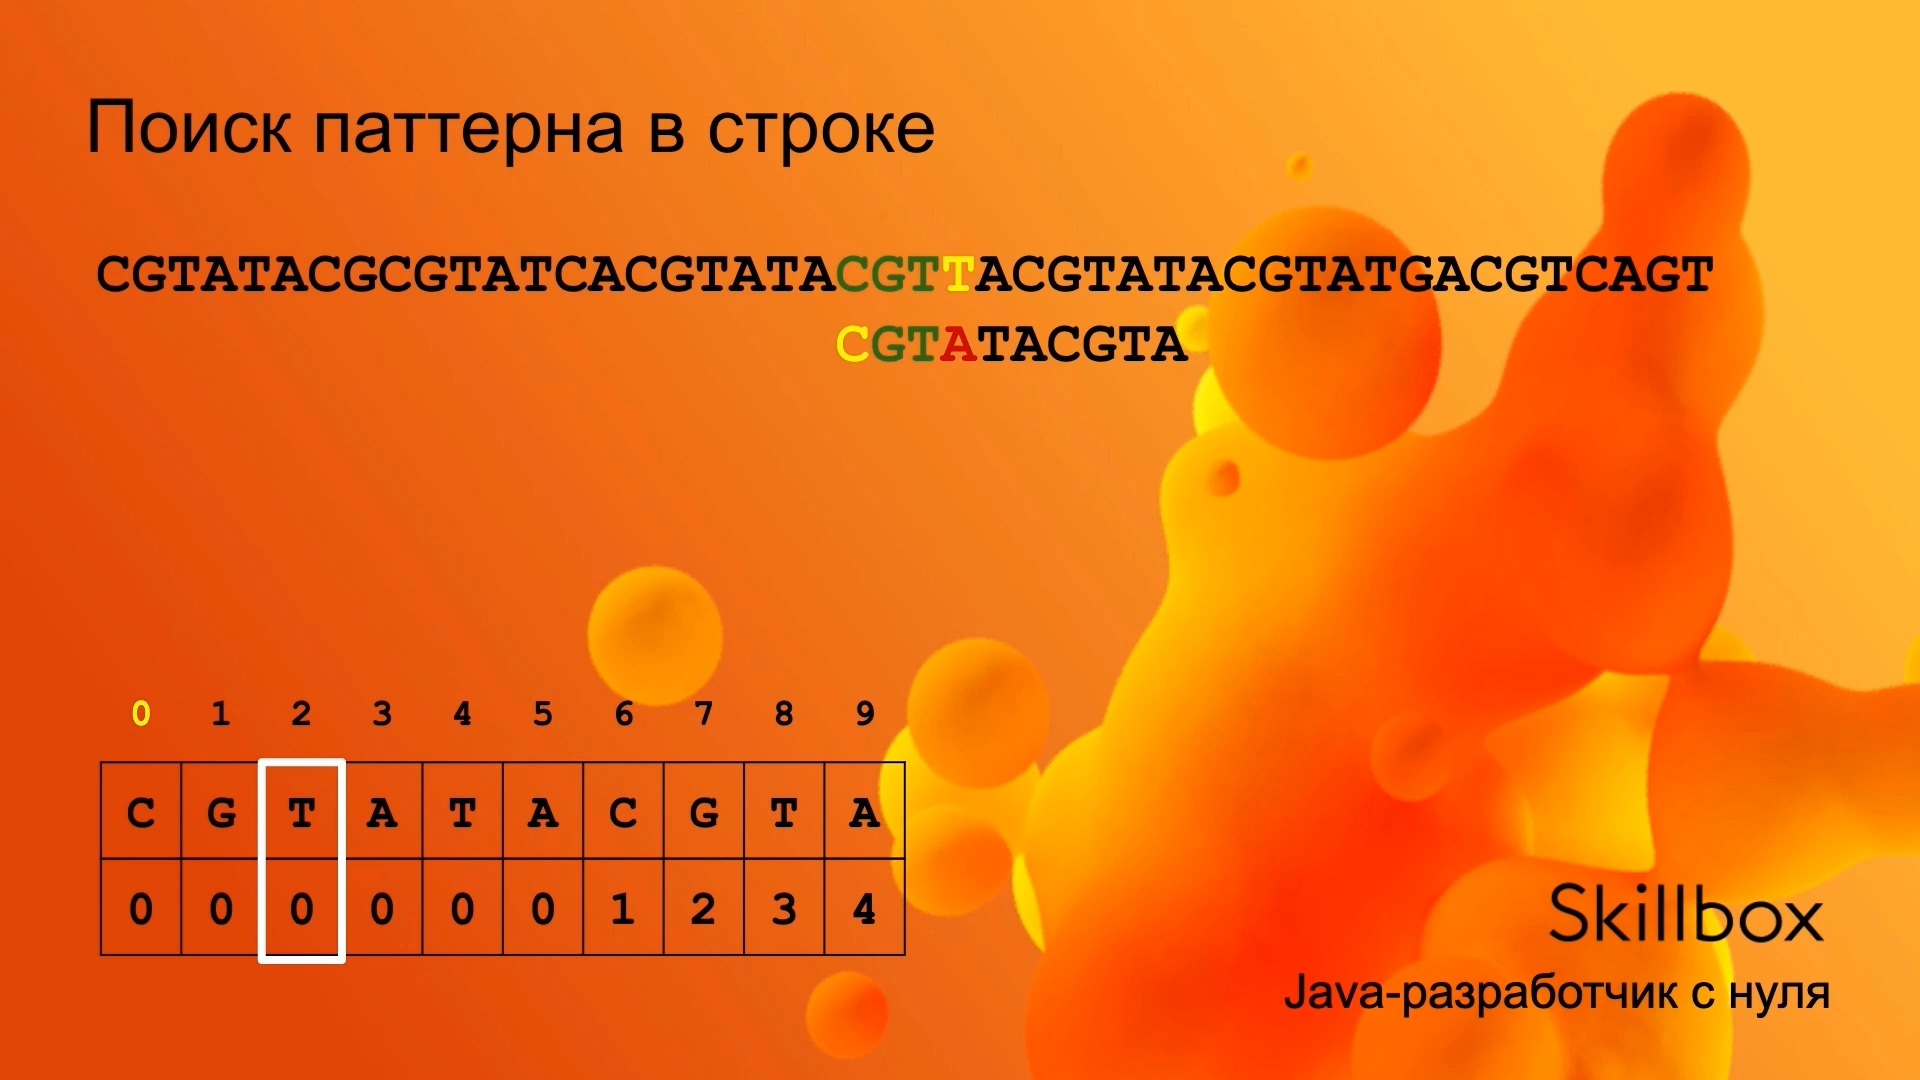 Поиск паттерна в строке
CGTATACGCGTATCACGTATACGTTACGTATACGTATGACGTCAGT
CGTATACGTA
0 1 2 3 4 5 6 7 8 9
C G T A T A C G T A
0 0 0 0 0 0 1 2 3 4
Skillbox
Java-разработчик с нуля